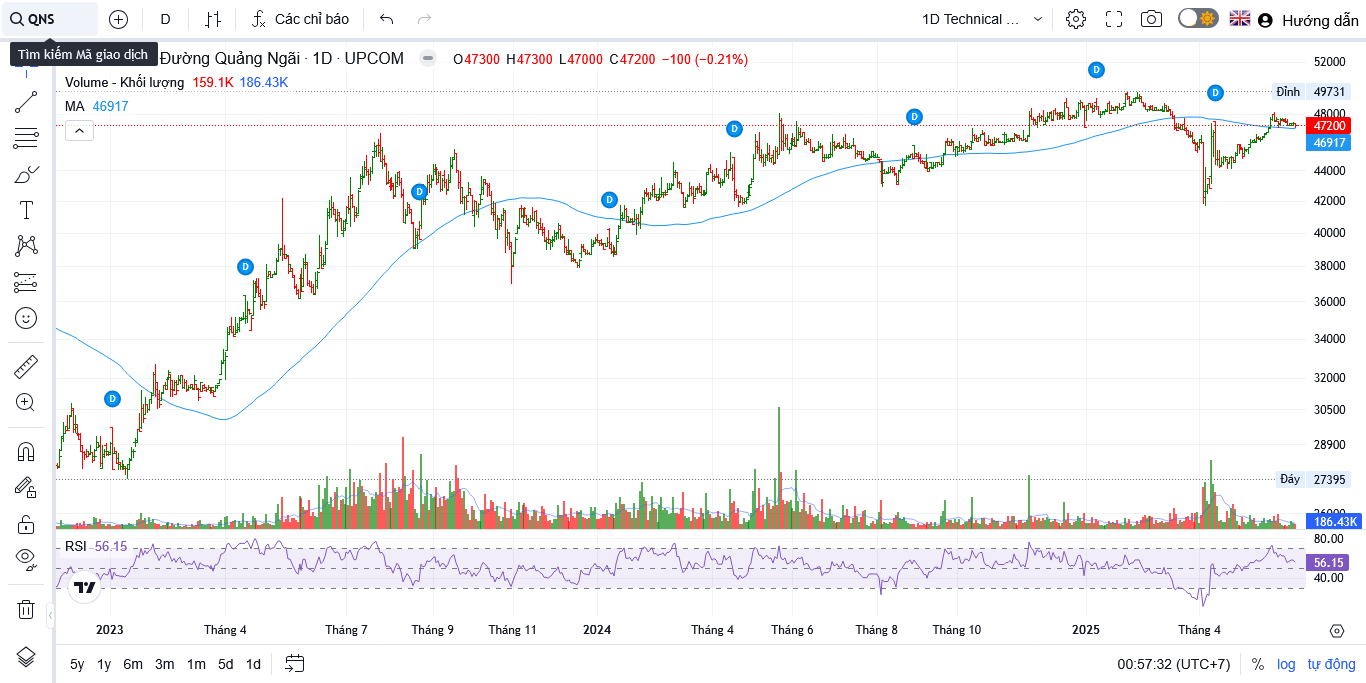 QNS D Các chỉ báo 1D Technical ... Hướng dẫn
Tìm kiếm Mã giao dịch Đường Quảng Ngãi · 1D · UPCOM O47300 H47300 L47000 C47200 −100 (−0.21%)
Volume - Khối lượng 159.1K 186.43K
MA 46917
52000
Đỉnh 49731
48000
47200
46917
44000
42000
40000
38000
36000
34000
32000
30500
28900
Đáy 27395
26000
186.43K
D
D
D
D
D
D
D
D
RSI 56.15
80.00
56.15
40.00
2023 Tháng 4 Tháng 7 Tháng 9 Tháng 11 2024 Tháng 4 Tháng 6 Tháng 8 Tháng 10 2025 Tháng 4
5y 1y 6m 3m 1m 5d 1d 00:57:32 (UTC+7) % log tự động